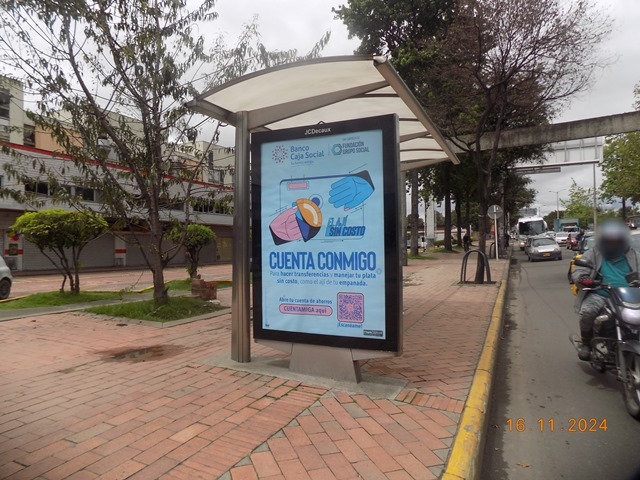 JCDecaux
Banco
Caja Social
FUNDACIÓN
GRUPO SOCIAL
EL AJÍ
SIN COSTO
CUENTA CONMIGO
Para hacer transferencias y manejar tu plata
sin costo, como el ají de tu empanada.
Abre tu cuenta de ahorros
CUENTAMIGA aquí
¡Escanéame!
16.11.2024